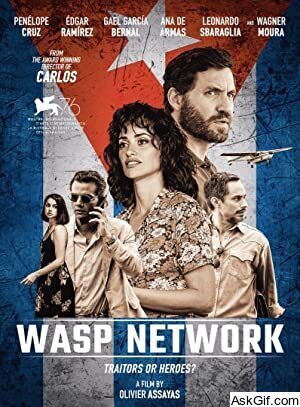 PENÉLOPE CRUZ
ÉDGAR RAMÍREZ
GAEL GARCÍA BERNAL
ANA DE ARMAS
LEONARDO SBARAGLIA
AND WAGNER MOURA
FROM
THE AWARD WINNING
DIRECTOR OF
CARLOS
76
WASP NETWORK
TRAITORS OR HEROES?
A FILM BY
OLIVIER ASSAYAS
AskGif.com